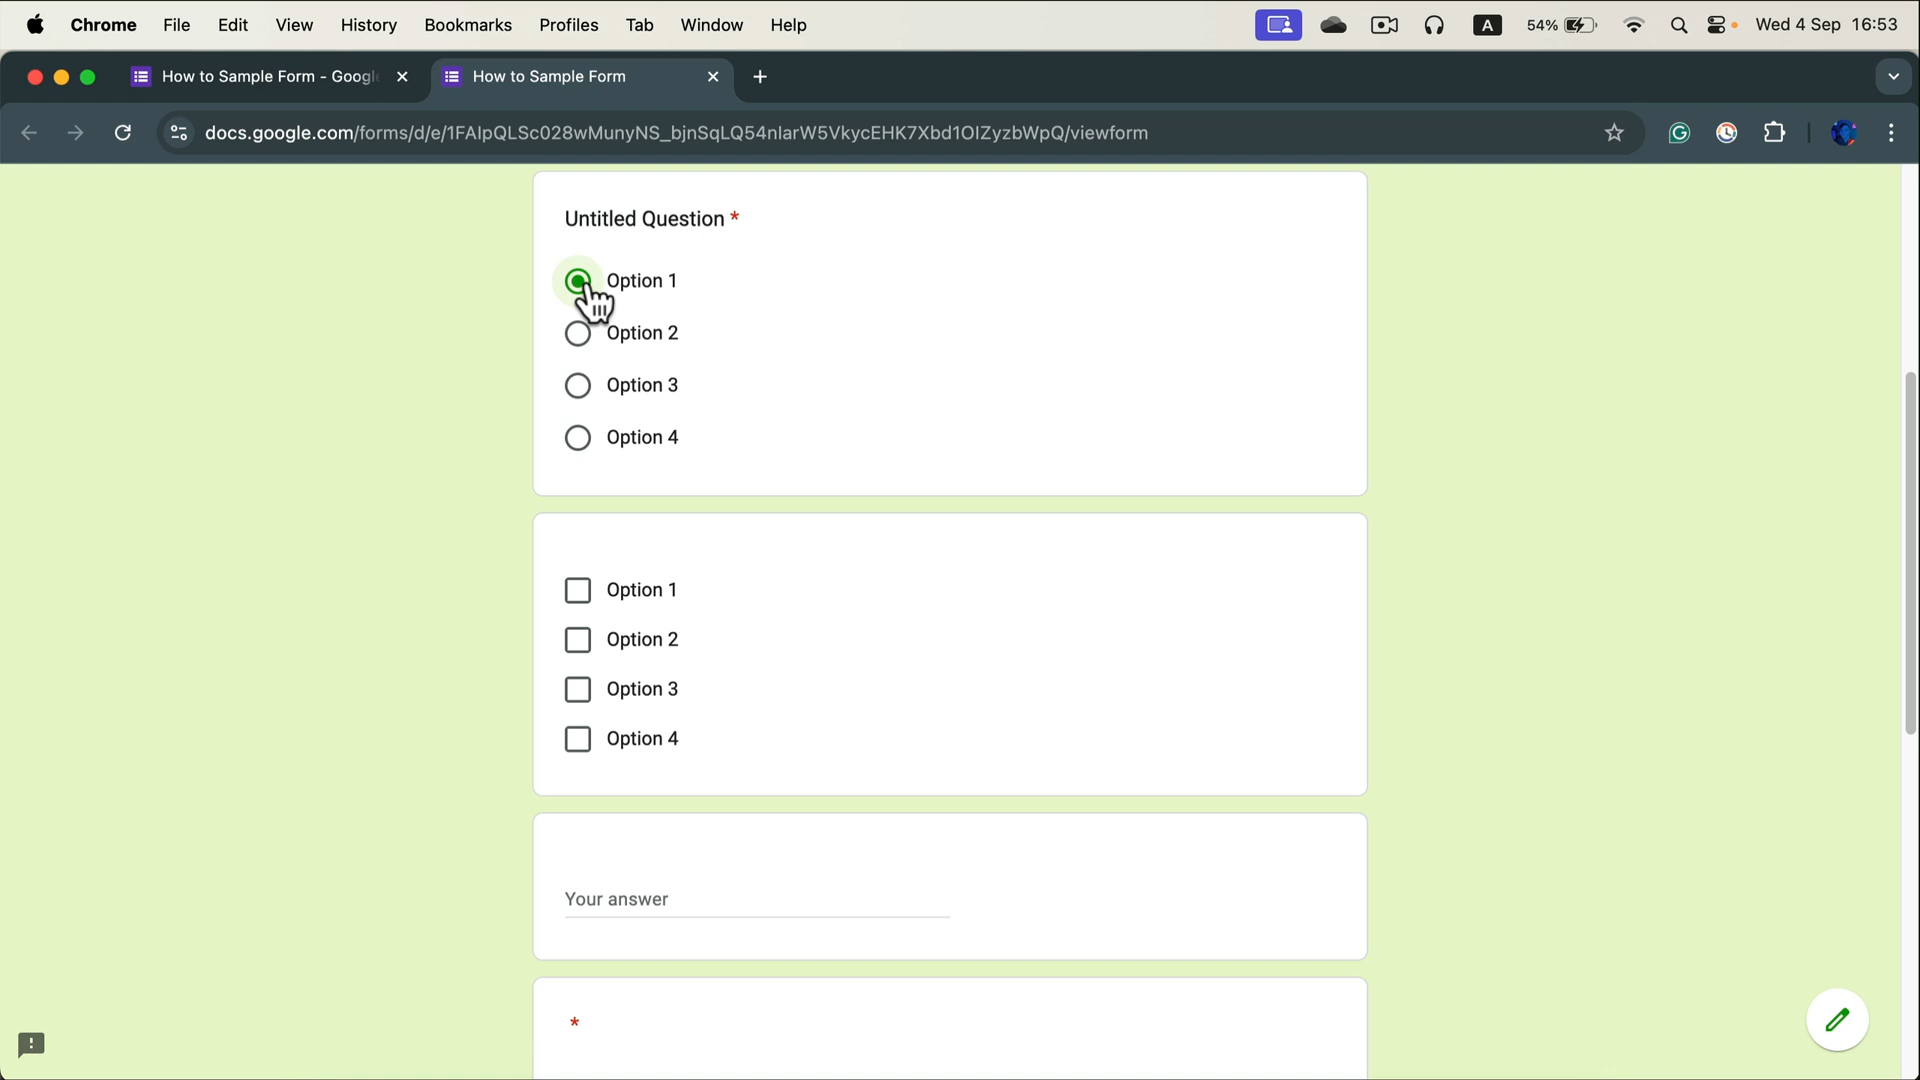 Chrome File Edit View History Bookmarks Profiles Tab Window Help A 54% Wed 4 Sep 16:53
How to Sample Form - Googl How to Sample Form
docs.google.com/forms/d/e/1FAIpQLSc028wMunyNS_bjnSqLQ54nlarW5VkycEHK7Xbd1OIZyzbWpQ/viewform
Untitled Question *
Option 1
Option 2
Option 3
Option 4
Option 1
Option 2
Option 3
Option 4
Your answer
*